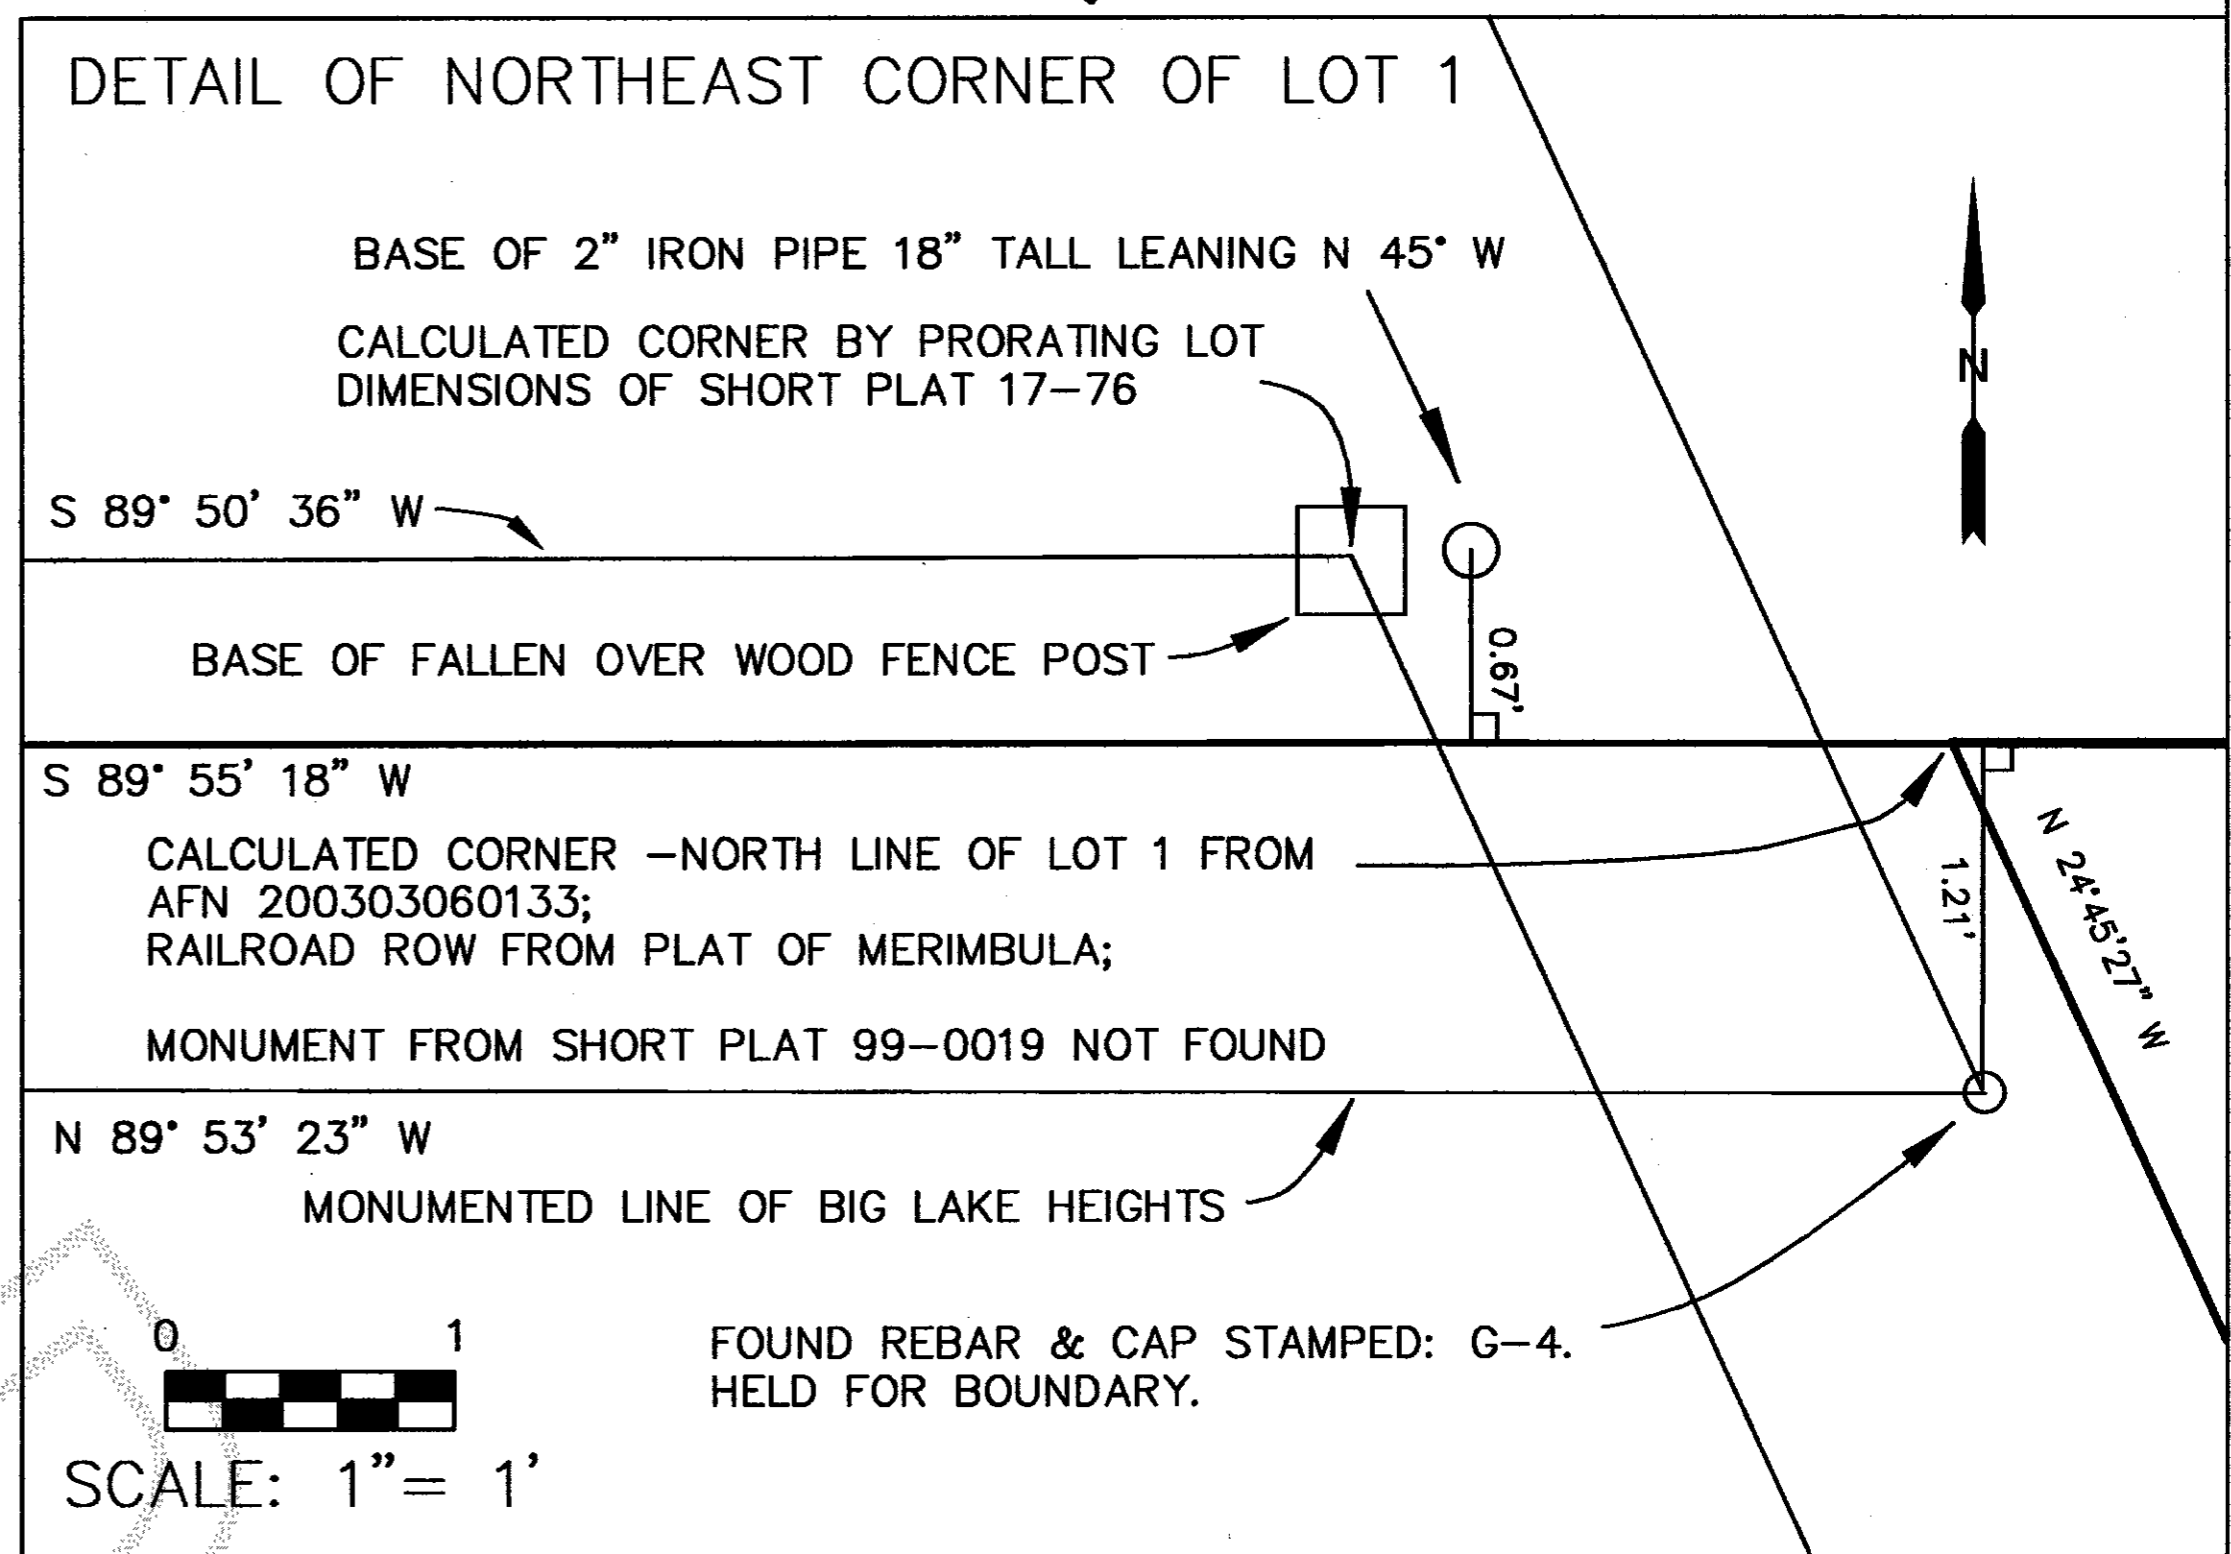 DETAIL OF NORTHEAST CORNER OF LOT 1
BASE OF 2” IRON PIPE 18” TALL LEANING N 45° W
CALCULATED CORNER BY PRORATING LOT
DIMENSIONS OF SHORT PLAT 17-76
N
S 89° 50' 36” W
BASE OF FALLEN OVER WOOD FENCE POST
0.67'
S 89° 55' 18” W
CALCULATED CORNER -NORTH LINE OF LOT 1 FROM
AFN 200303060133;
RAILROAD ROW FROM PLAT OF MERIMBULA;
1.21'
N 24°45'27” W
MONUMENT FROM SHORT PLAT 99-0019 NOT FOUND
N 89° 53' 23” W
MONUMENTED LINE OF BIG LAKE HEIGHTS
0 1
FOUND REBAR & CAP STAMPED: G-4.
HELD FOR BOUNDARY.
SCALE: 1”= 1'